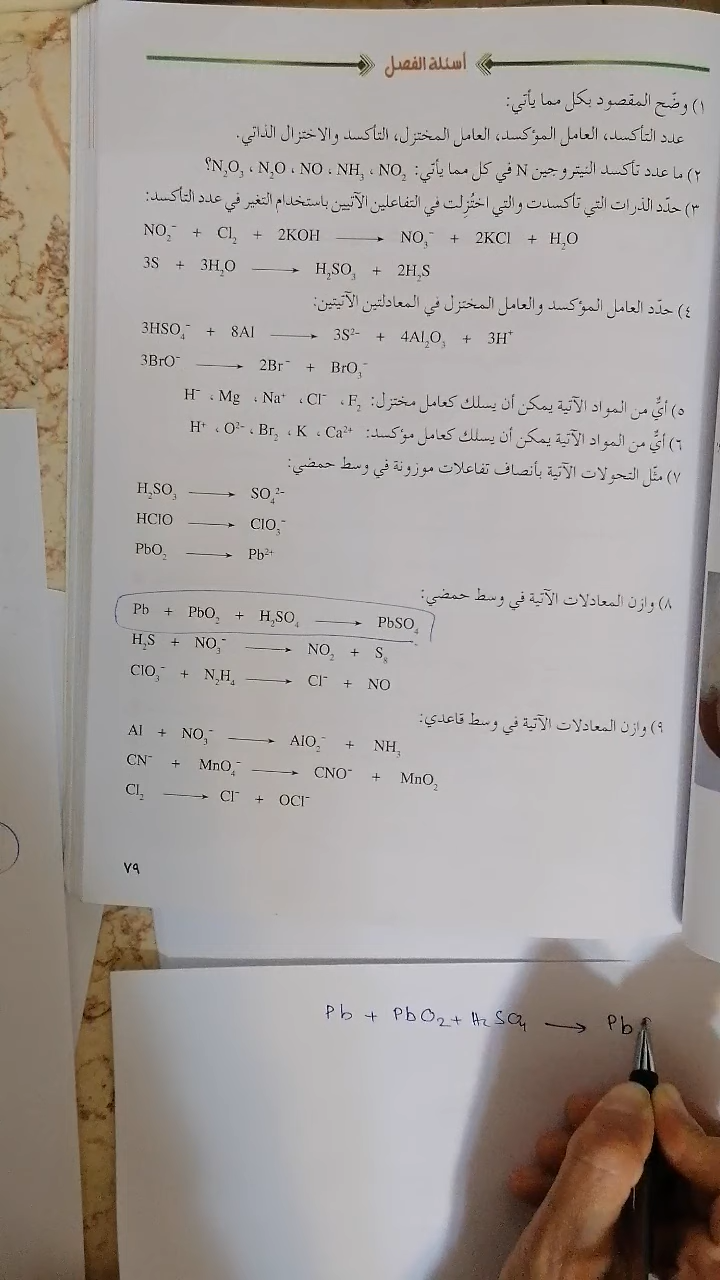 أسئلة الفصل
١) وضّح المقصود بكل مما يأتي:
عدد التأكسد، العامل المؤكسد، العامل المختزل، التأكسد والاختزال الذاتي.
٢) ما عدد تأكسد النيتروجين N في كل مما يأتي: NO₂ ، NH₃ ، NO ، N₂O ، N₂O₃؟
٣) حدّد الذرات التي تأكسدت والتي اختُزِلت في التفاعلين الآتيين باستخدام التغير في عدد التأكسد:
NO₂⁻ + Cl₂ + 2KOH ⟶ NO₃⁻ + 2KCl + H₂O
3S + 3H₂O ⟶ H₂SO₃ + 2H₂S
٤) حدّد العامل المؤكسد والعامل المختزل في المعادلتين الآتيتين:
3HSO₄⁻ + 8Al ⟶ 3S²⁻ + 4Al₂O₃ + 3H⁺
3BrO⁻ ⟶ 2Br⁻ + BrO₃⁻
٥) أيٌّ من المواد الآتية يمكن أن يسلك كعامل مختزل: F₂ ، Cl⁻ ، Na⁺ ، Mg ، H⁻
٦) أيٌّ من المواد الآتية يمكن أن يسلك كعامل مؤكسد: Ca²⁺ ، K ، Br₂ ، O²⁻ ، H⁺
٧) مثّل التحولات الآتية بأنصاف تفاعلات موزونة في وسط حمضي:
H₂SO₃ ⟶ SO₄²⁻
HClO ⟶ ClO₃⁻
PbO₂ ⟶ Pb²⁺
٨) وازن المعادلات الآتية في وسط حمضي:
Pb + PbO₂ + H₂SO₄ ⟶ PbSO₄
H₂S + NO₃⁻ ⟶ NO₂ + S₈
ClO₃⁻ + N₂H₄ ⟶ Cl⁻ + NO
٩) وازن المعادلات الآتية في وسط قاعدي:
Al + NO₃⁻ ⟶ AlO₂⁻ + NH₃
CN⁻ + MnO₄⁻ ⟶ CNO⁻ + MnO₂
Cl₂ ⟶ Cl⁻ + OCl⁻
٧٩
Pb + PbO₂ + H₂SO₄ ⟶ Pb